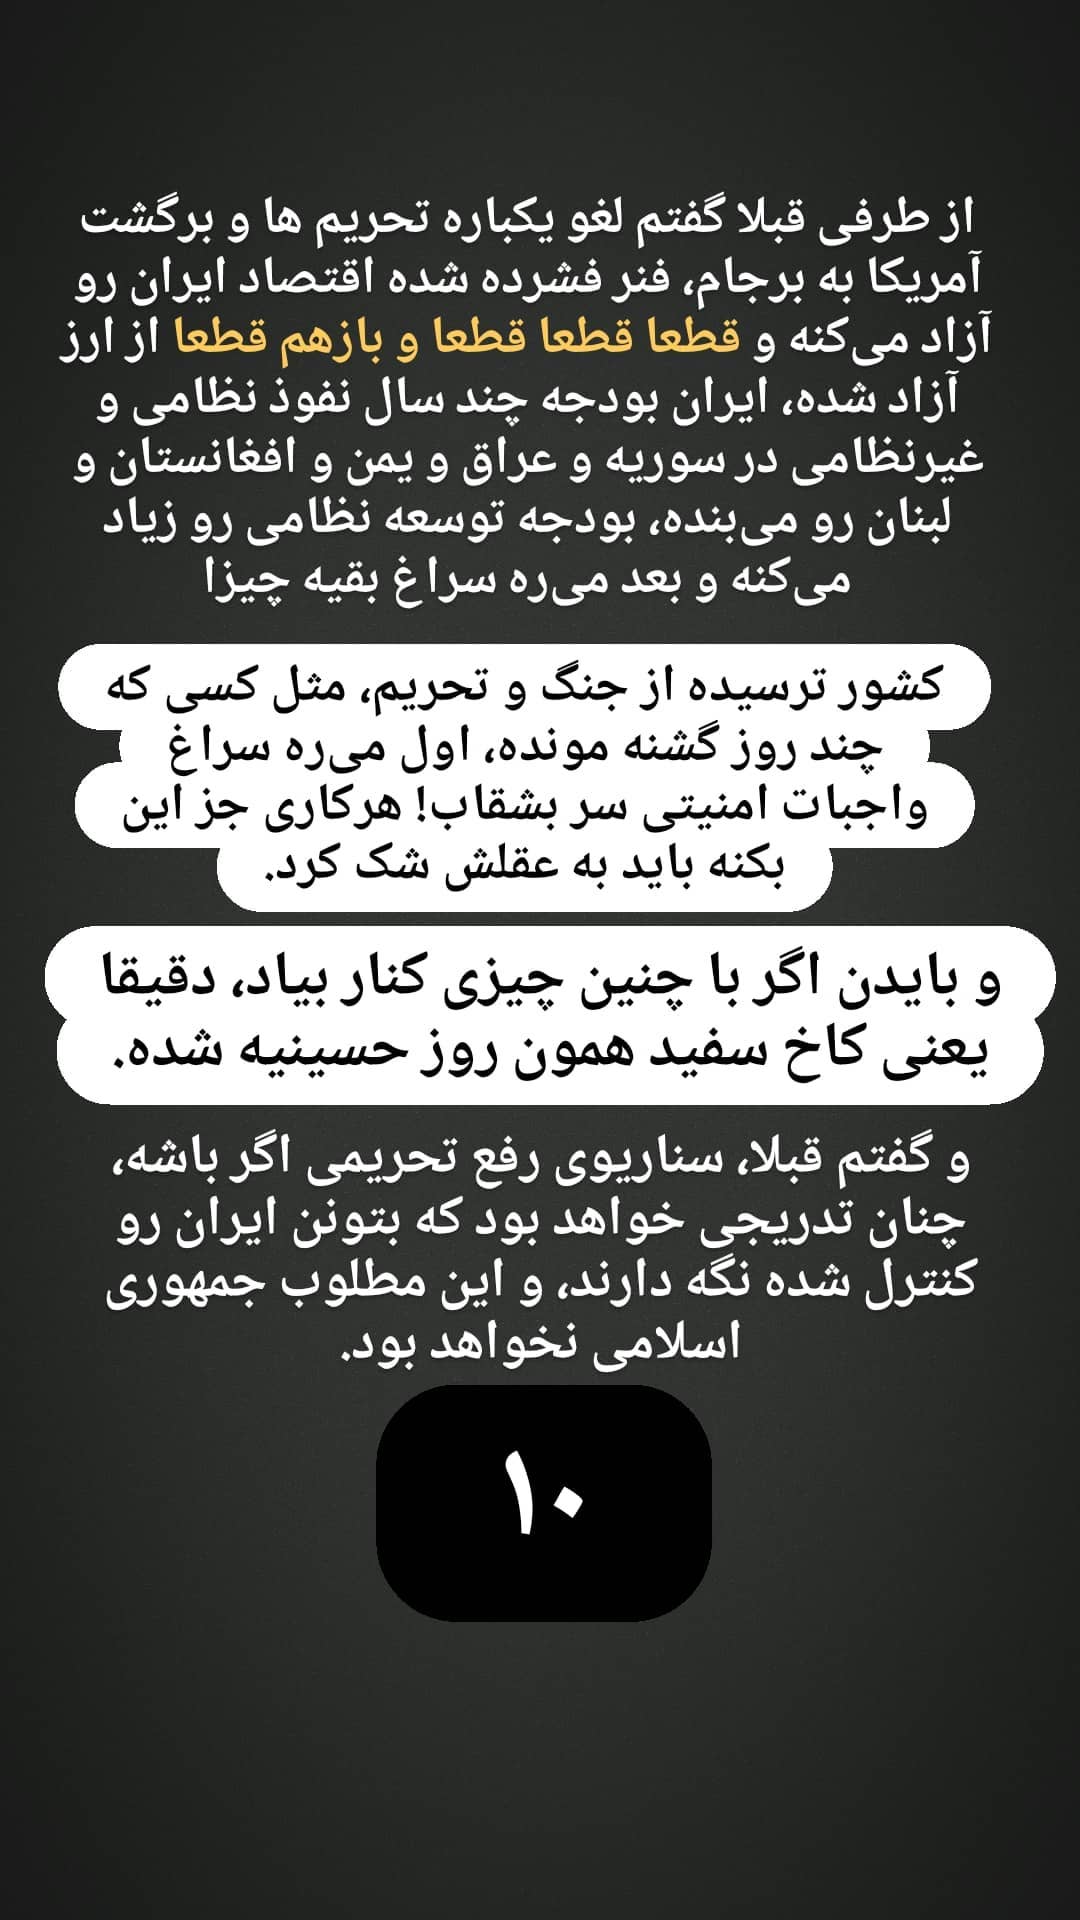 از طرفی قبلا گفتم لغو یکباره تحریم ها و برگشت
آمریکا به برجام، فنر فشرده شده اقتصاد ایران رو
آزاد می‌کنه و قطعا قطعا قطعا و بازهم قطعا از ارز
آزاد شده، ایران بودجه چند سال نفوذ نظامی و
غیرنظامی در سوریه و عراق و یمن و افغانستان و
لبنان رو می‌بنده، بودجه توسعه نظامی رو زیاد
می‌کنه و بعد می‌ره سراغ بقیه چیزا
کشور ترسیده از جنگ و تحریم، مثل کسی که
چند روز گشنه مونده، اول می‌ره سراغ
واجبات امنیتی سر بشقاب! هرکاری جز این
بکنه باید به عقلش شک کرد.
و بایدن اگر با چنین چیزی کنار بیاد، دقیقا
یعنی کاخ سفید همون روز حسینیه شده.
و گفتم قبلا، سناریوی رفع تحریمی اگر باشه،
چنان تدریجی خواهد بود که بتونن ایران رو
کنترل شده نگه دارند، و این مطلوب جمهوری
اسلامی نخواهد بود.
۱۰